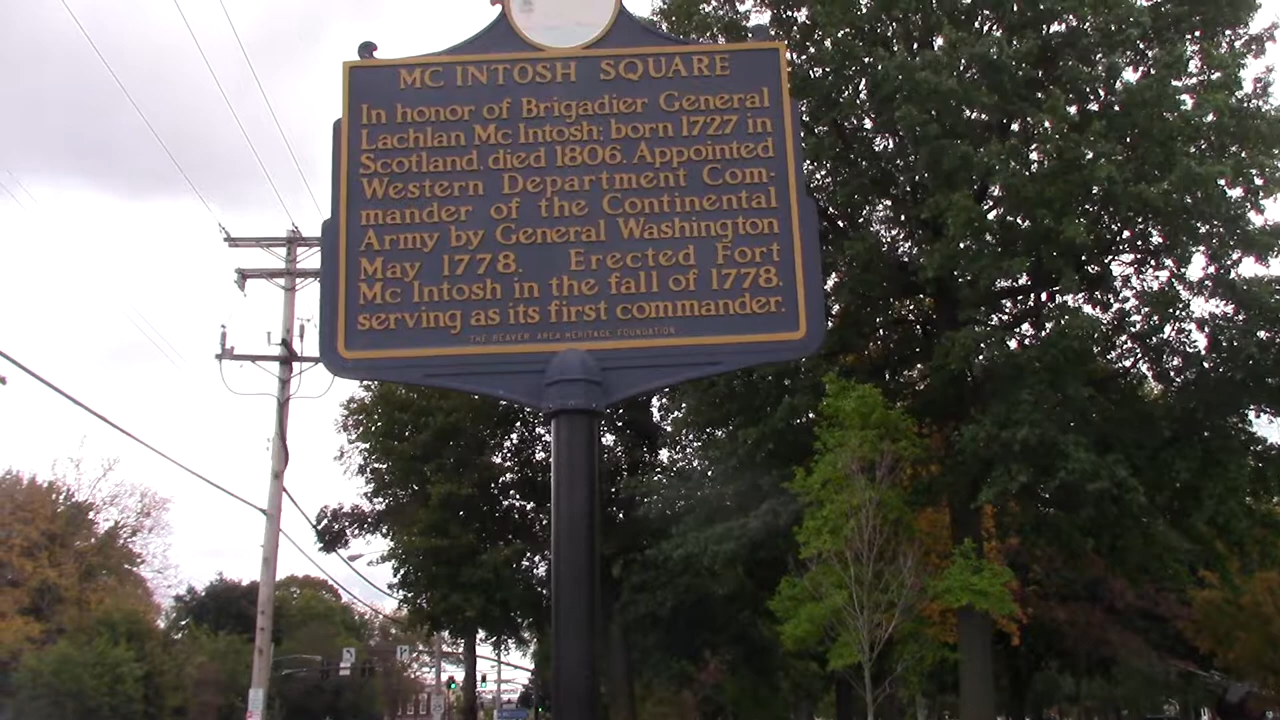 MC INTOSH SQUARE
In honor of Brigadier General
Lachlan Mc Intosh; born 1727 in
Scotland, died 1806. Appointed
Western Department Com-
mander of the Continental
Army by General Washington
May 1778. Erected Fort
Mc Intosh in the fall of 1778.
serving as its first commander.
THE BEAVER AREA HERITAGE FOUNDATION